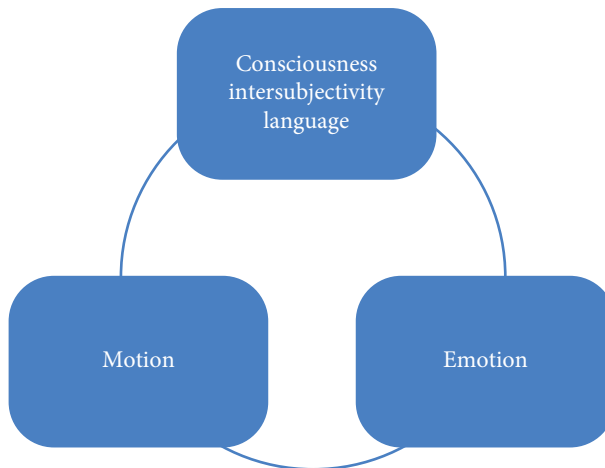 Consciousness
intersubjectivity
language
Motion
Emotion